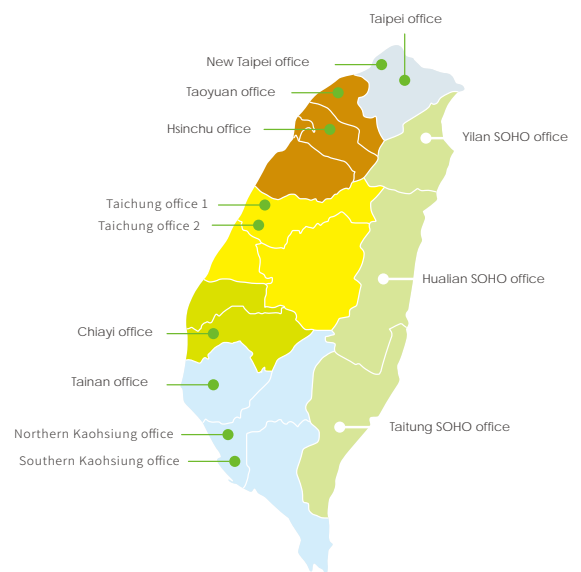 Taipei office
New Taipei office
Taoyuan office
Hsinchu office
Yilan SOHO office
Taichung office 1
Taichung office 2
Hualian SOHO office
Chiayi office
Tainan office
Taitung SOHO office
Northern Kaohsiung office
Southern Kaohsiung office